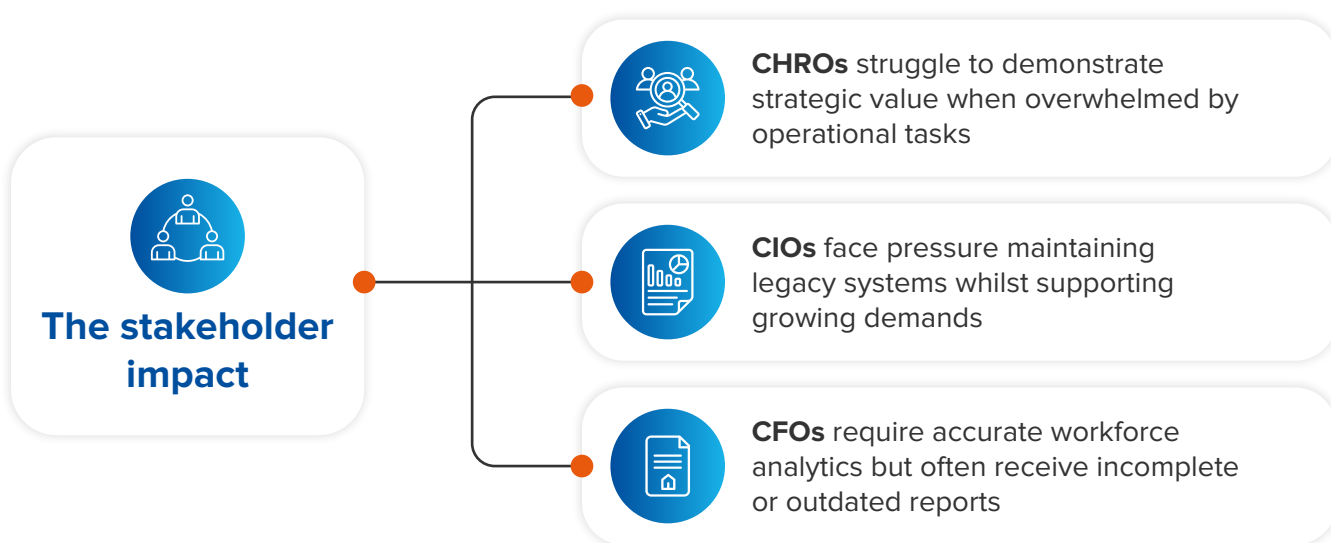 The stakeholder
impact
CHROs struggle to demonstrate
strategic value when overwhelmed by
operational tasks
CIOs face pressure maintaining
legacy systems whilst supporting
growing demands
CFOs require accurate workforce
analytics but often receive incomplete
or outdated reports